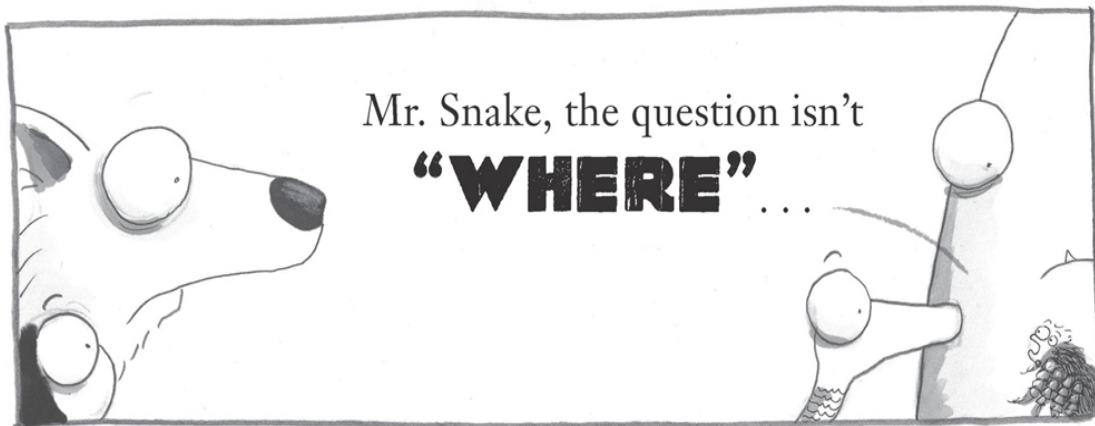 Mr. Snake, the question isn’t
“WHERE” . . .